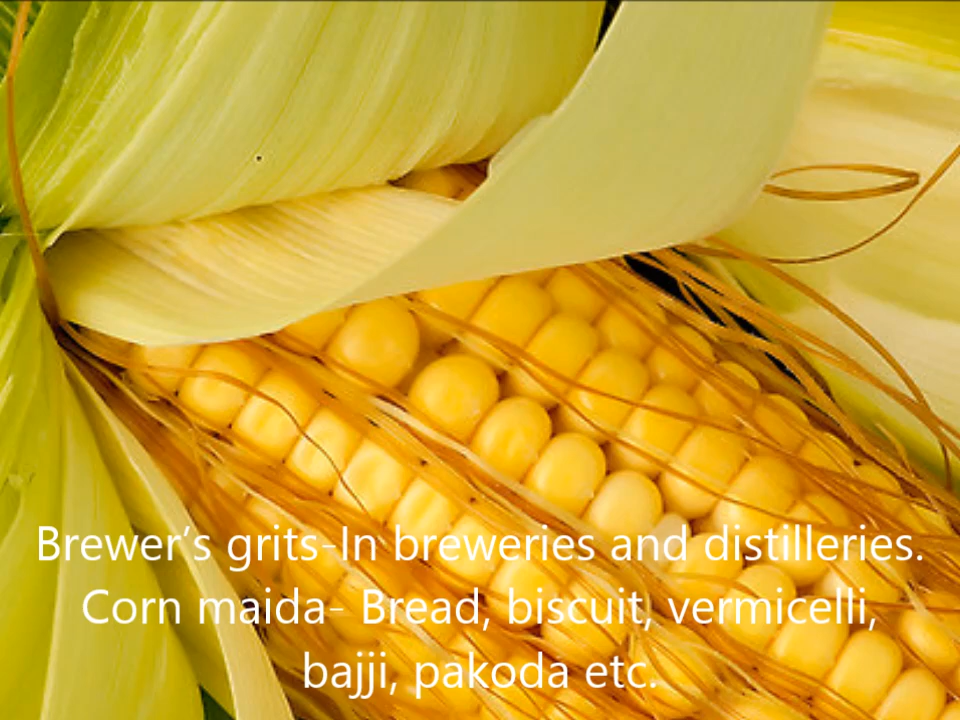 Brewer’s grits-In breweries and distilleries.
Corn maida- Bread, biscuit, vermicelli,
bajji, pakoda etc.